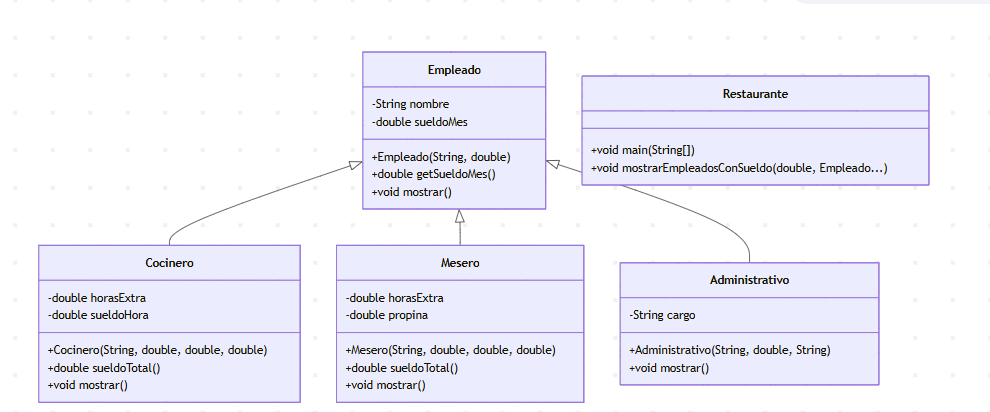 Empleado
-String nombre
-double sueldoMes
+Empleado(String, double)
+double getSueldoMes()
+void mostrar()
Restaurante
+void main(String[])
+void mostrarEmpleadosConSueldo(double, Empleado...)
Cocinero
-double horasExtra
-double sueldoHora
+Cocinero(String, double, double, double)
+double sueldoTotal()
+void mostrar()
Mesero
-double horasExtra
-double propina
+Mesero(String, double, double, double)
+double sueldoTotal()
+void mostrar()
Administrativo
-String cargo
+Administrativo(String, double, String)
+void mostrar()